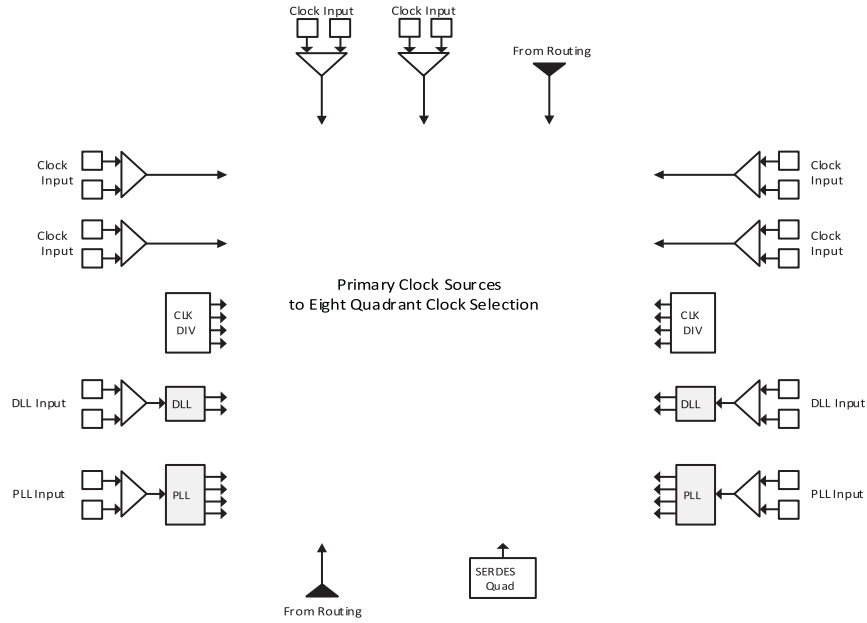 Clock Input
Clock Input
From Routing
Clock
Input
Clock
Input
Clock
Input
Clock
Input
Primary Clock Sources
to Eight Quadrant Clock Selection
CLK
DIV
CLK
DIV
DLL Input
DLL
DLL
DLL Input
PLL Input
PLL
PLL
PLL Input
SERDES
Quad
From Routing